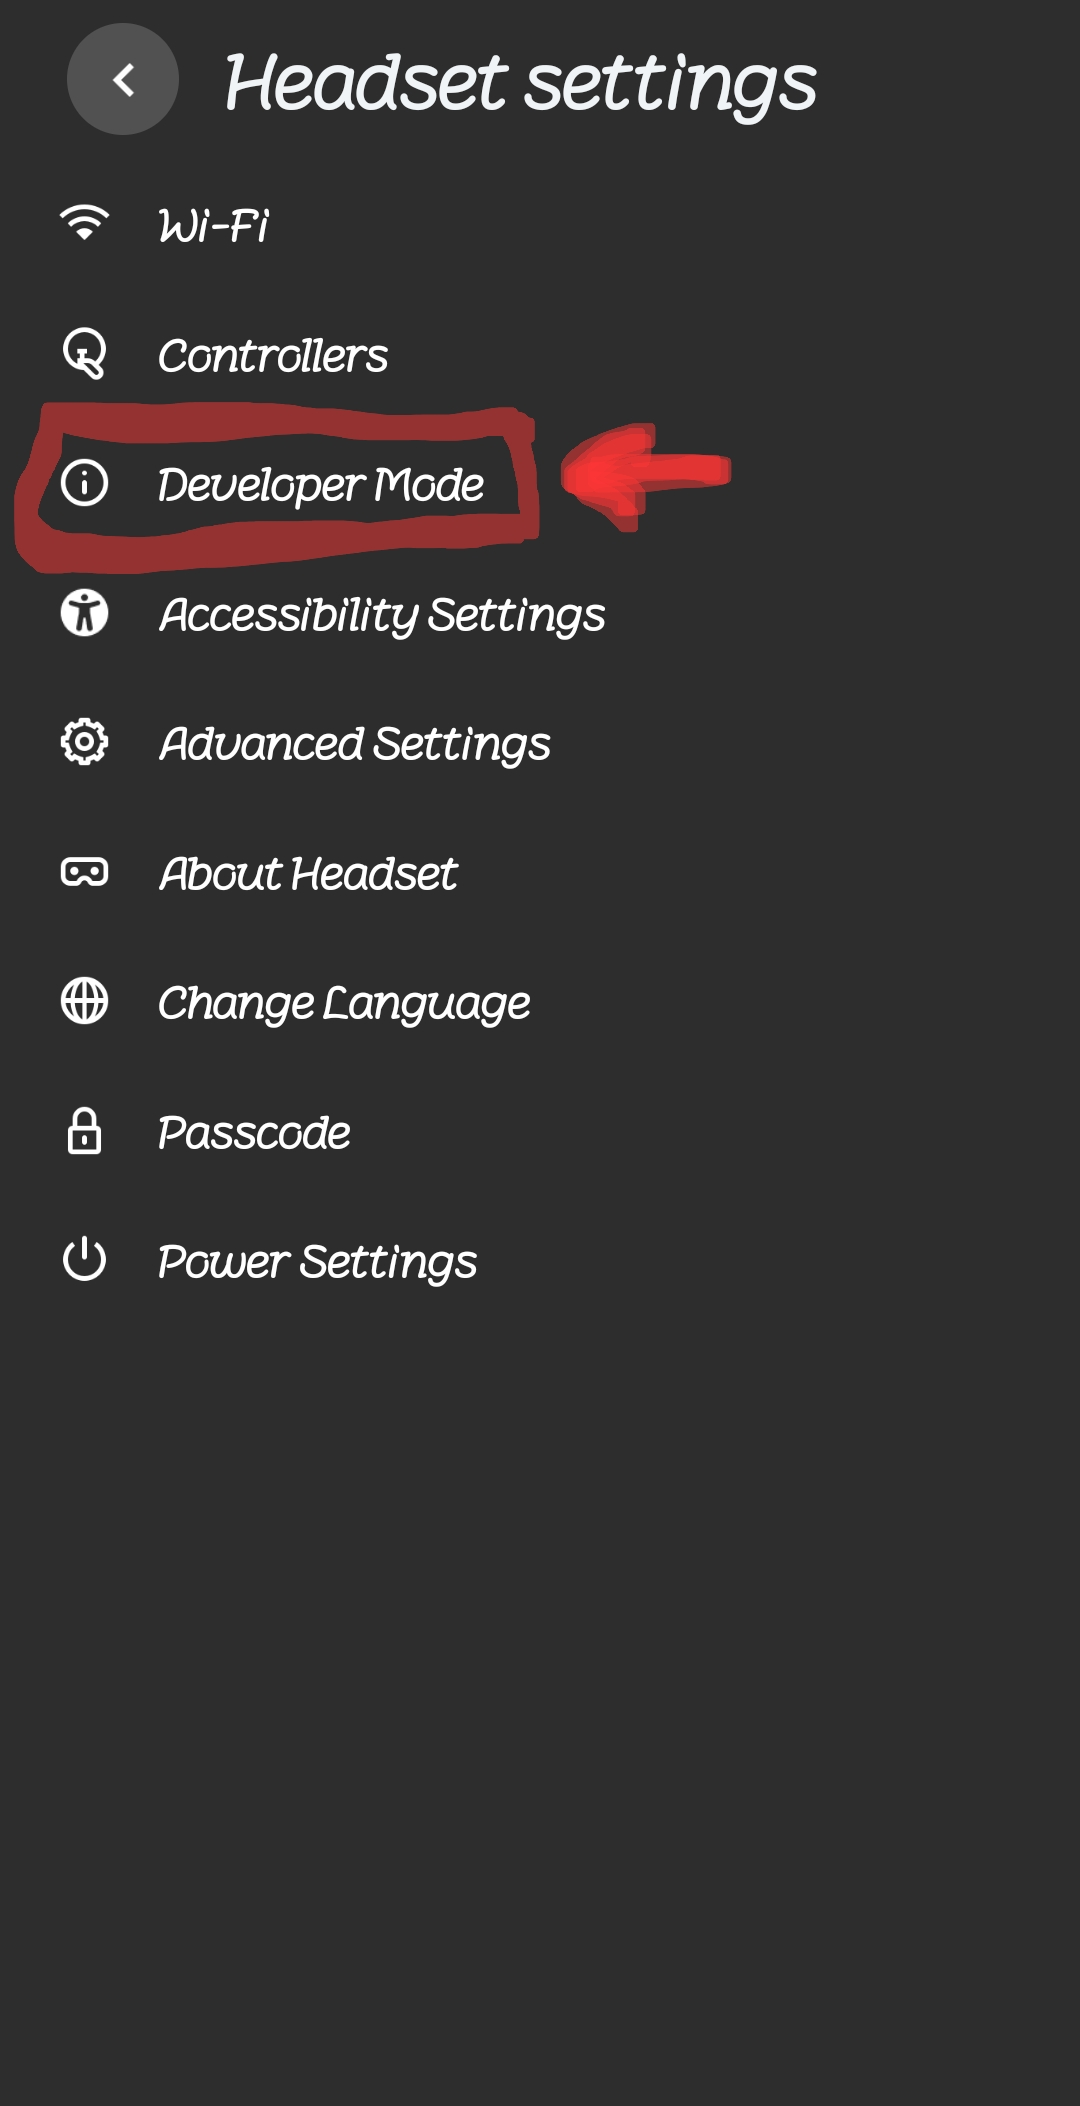 Headset settings
Wi-Fi
Controllers
Developer Mode
Accessibility Settings
Advanced Settings
About Headset
Change Language
Passcode
Power Settings